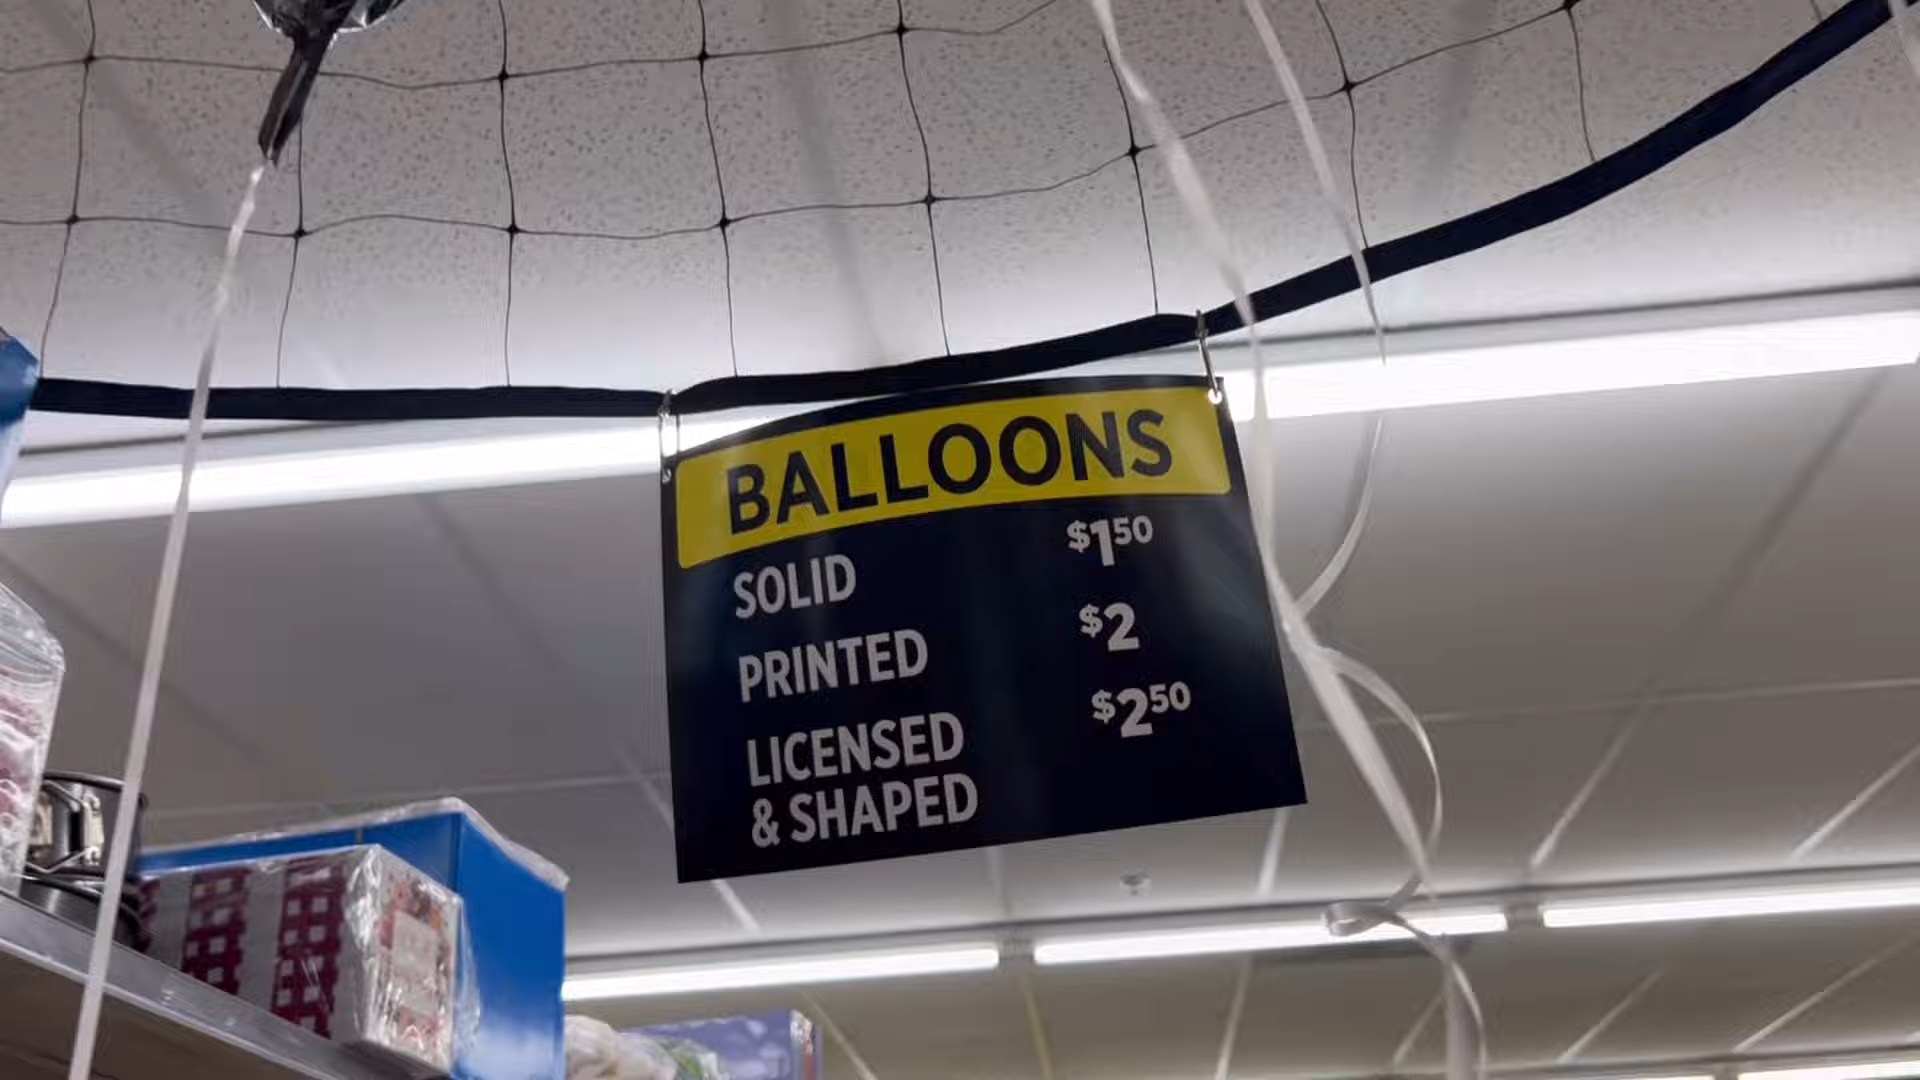 BALLOONS
SOLID $1.50
PRINTED $2
LICENSED $2.50
& SHAPED